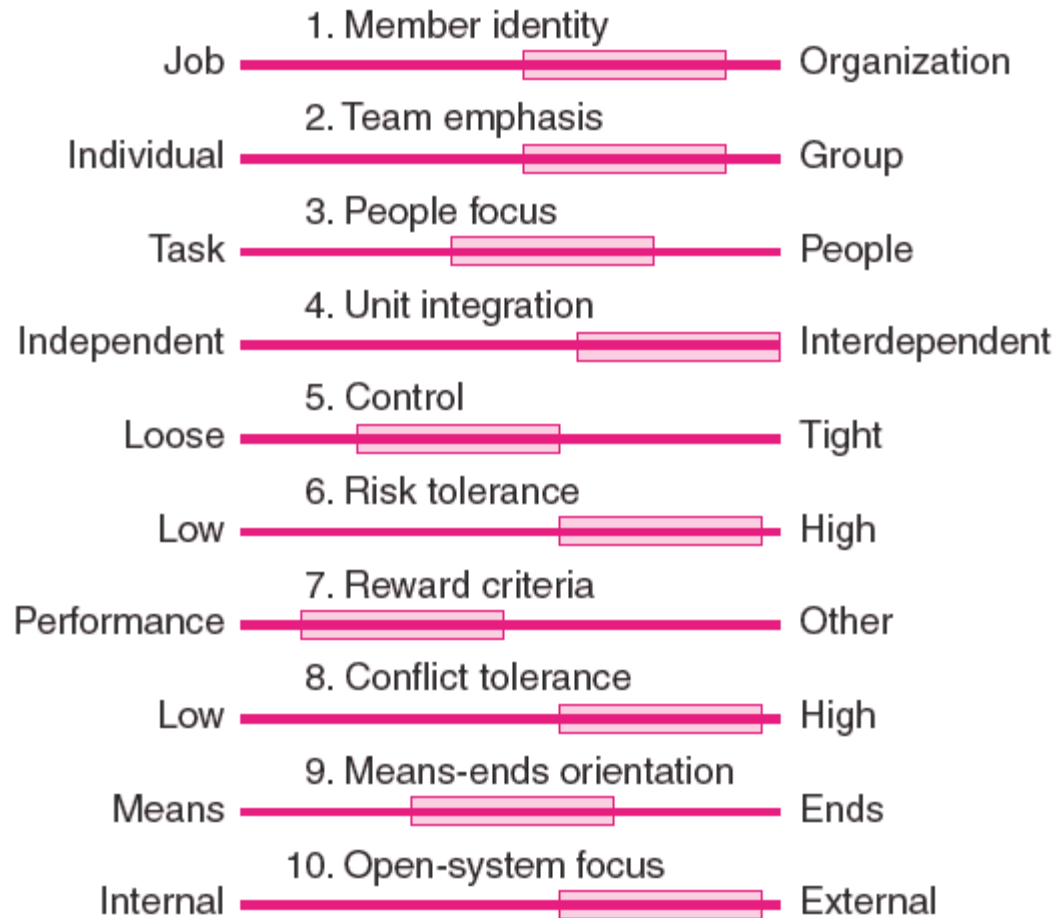 1. Member identity
Job Organization
2. Team emphasis
Individual Group
3. People focus
Task People
4. Unit integration
Independent Interdependent
5. Control
Loose Tight
6. Risk tolerance
Low High
7. Reward criteria
Performance Other
8. Conflict tolerance
Low High
9. Means-ends orientation
Means Ends
10. Open-system focus
Internal External